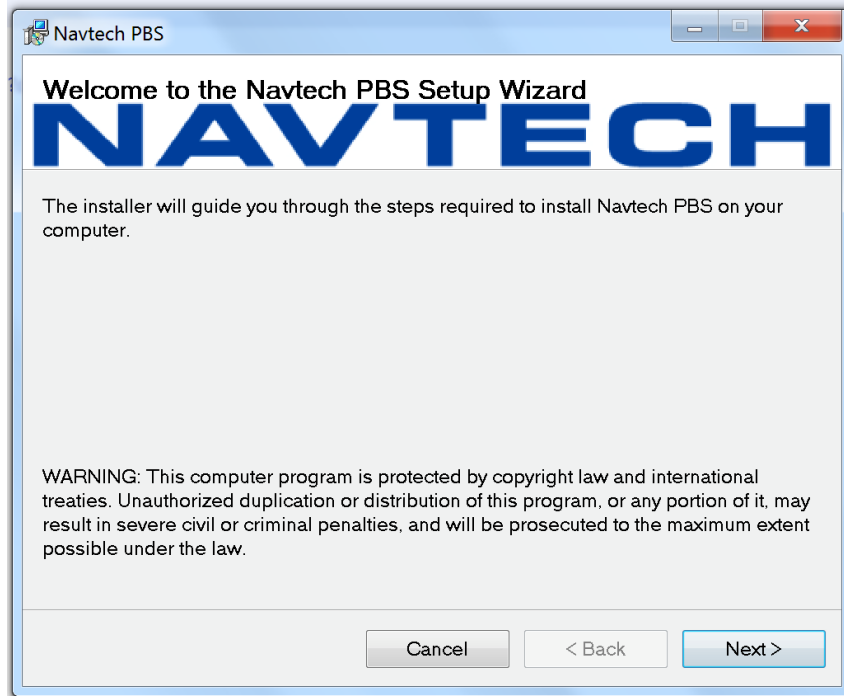 Navtech PBS
Welcome to the Navtech PBS Setup Wizard
NAVTECH
The installer will guide you through the steps required to install Navtech PBS on your
computer.
WARNING: This computer program is protected by copyright law and international
treaties. Unauthorized duplication or distribution of this program, or any portion of it, may
result in severe civil or criminal penalties, and will be prosecuted to the maximum extent
possible under the law.
Cancel
< Back
Next >